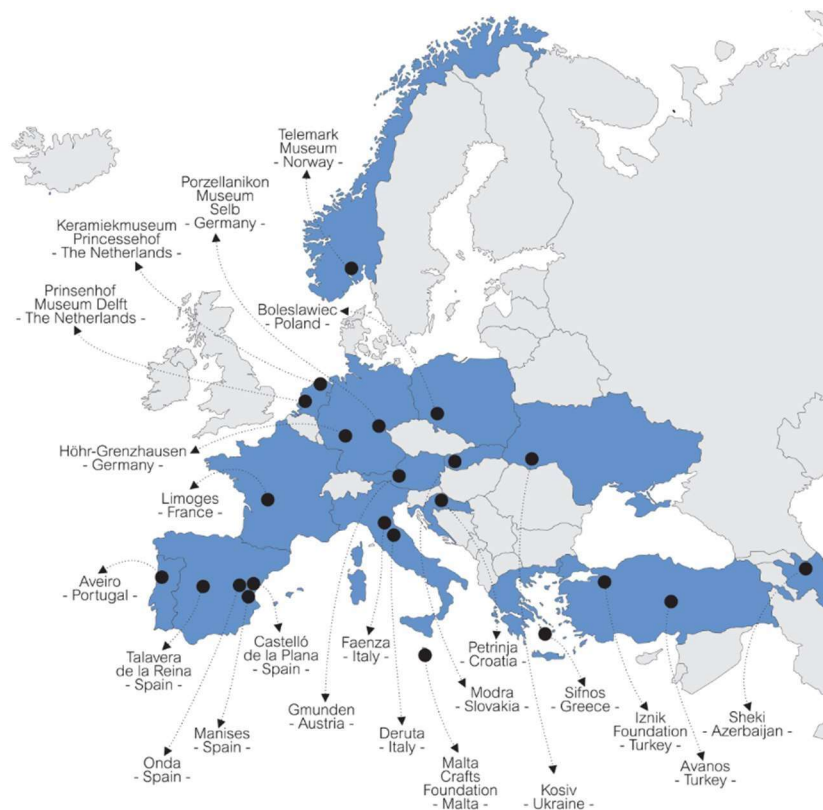 Telemark
Museum
- Norway -
Porzellanikon
Museum
Selb
- Germany -
Keramiekmuseum
Princessehof
- The Netherlands -
Prinsenhof
Museum Delft
- The Netherlands -
Boleslawiec
- Poland -
Höhr-Grenzhausen
- Germany -
Limoges
- France -
Aveiro
- Portugal -
Talavera
de la Reina
- Spain -
Castelló
de la Plana
- Spain -
Faenza
- Italy -
Petrinja
- Croatia -
Modra
- Slovakia -
Sifnos
- Greece -
Iznik
Foundation
- Turkey -
Sheki
- Azerbaijan -
Gmunden
- Austria -
Manises
- Spain -
Deruta
- Italy -
Onda
- Spain -
Malta
Crafts
Foundation
- Malta -
Kosiv
- Ukraine -
Avanos
- Turkey -